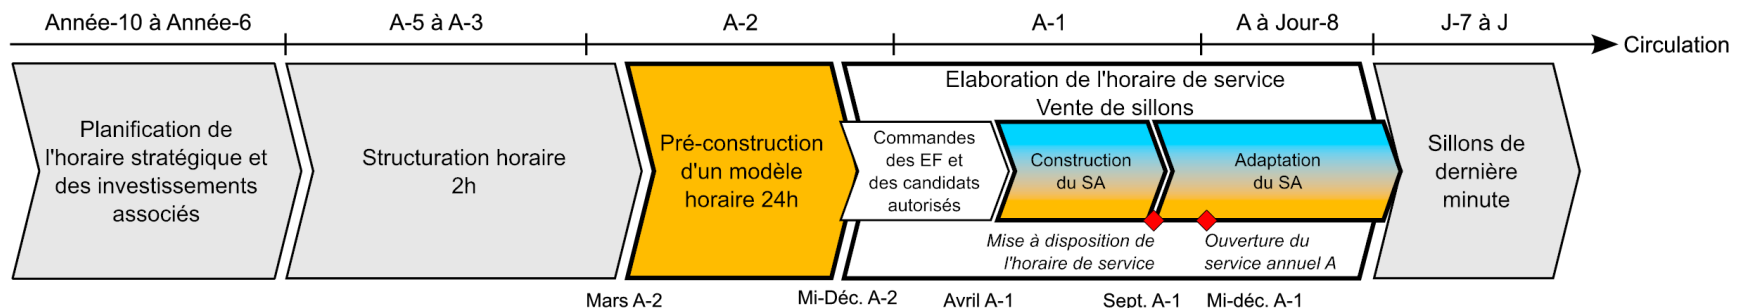 Année-10 à Année-6
A-5 à A-3
A-2
A-1
A à Jour-8
J-7 à J
Circulation
Planification de
l'horaire stratégique et
des investissements
associés
Structuration horaire
2h
Pré-construction
d'un modèle
horaire 24h
Elaboration de l'horaire de service
Vente de sillons
Commandes
des EF et
des candidats
autorisés
Construction
du SA
Adaptation
du SA
Mise à disposition de
l'horaire de service
Ouverture du
service annuel A
Sillons de
dernière
minute
Mars A-2
Mi-Déc. A-2
Avril A-1
Sept. A-1
Mi-déc. A-1